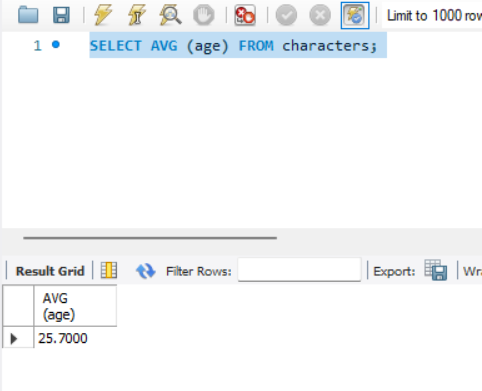 Limit to 1000 row
1 SELECT AVG (age) FROM characters;
Result Grid Filter Rows: Export: Wr
AVG
(age)
25.7000